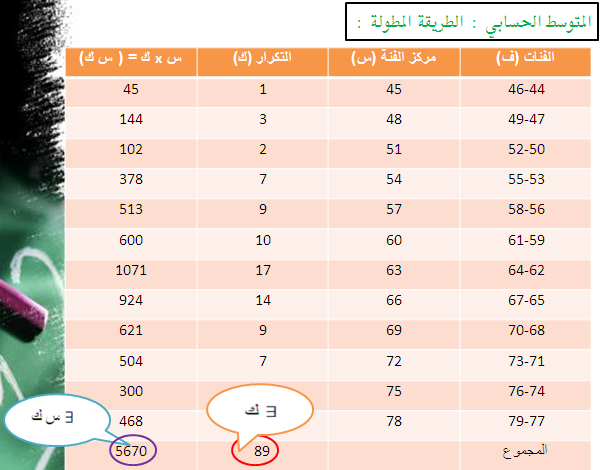 المتوسط الحسابي : الطريقة المطولة :
الفئات (ف) مركز الفئة (س) التكرار (ك) س x ك = ( س ك)
46-44 45 1 45
49-47 48 3 144
52-50 51 2 102
55-53 54 7 378
58-56 57 9 513
61-59 60 10 600
64-62 63 17 1071
67-65 66 14 924
70-68 69 9 621
73-71 72 7 504
76-74 75 300
79-77 78 468
∃ ك
∃ س ك
المجموع 89 5670